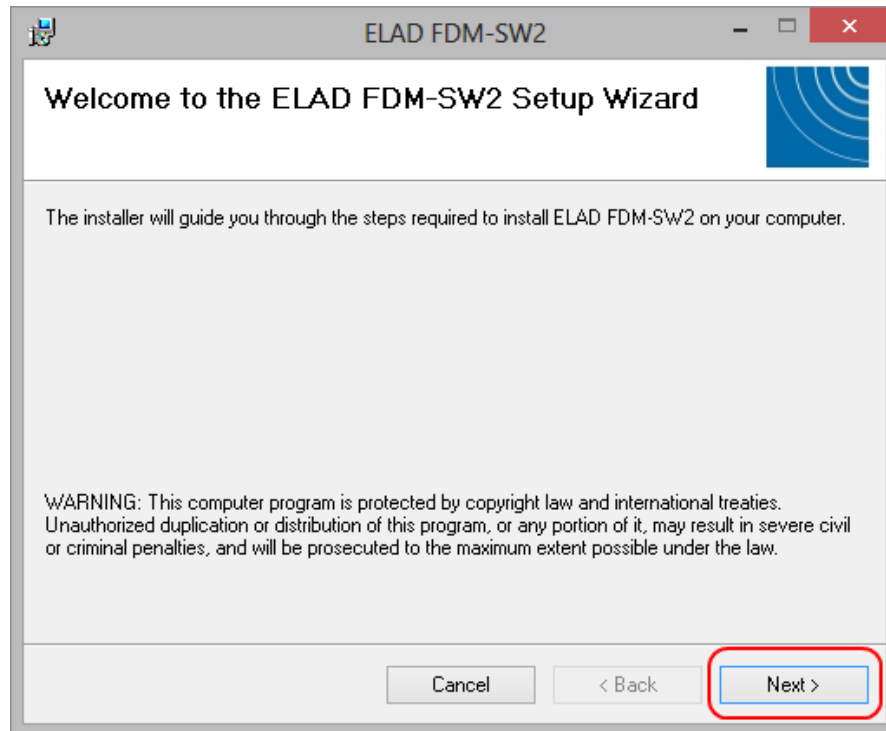 ELAD FDM-SW2
Welcome to the ELAD FDM-SW2 Setup Wizard
The installer will guide you through the steps required to install ELAD FDM-SW2 on your computer.
WARNING: This computer program is protected by copyright law and international treaties.
Unauthorized duplication or distribution of this program, or any portion of it, may result in severe civil
or criminal penalties, and will be prosecuted to the maximum extent possible under the law.
Cancel
< Back
Next >